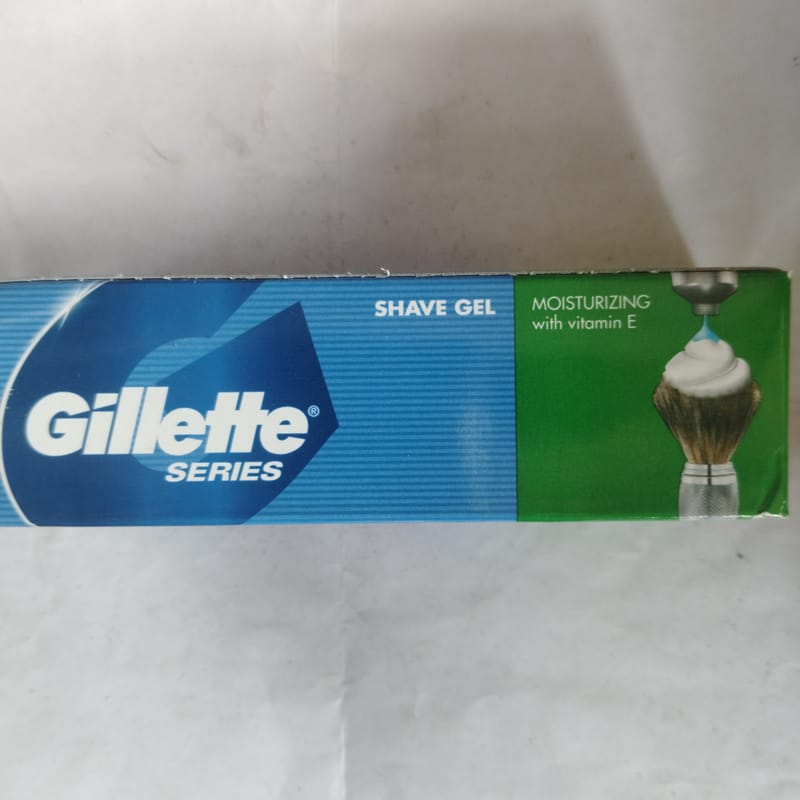 SHAVE GEL
Gillette®
SERIES
MOISTURIZING
with vitamin E